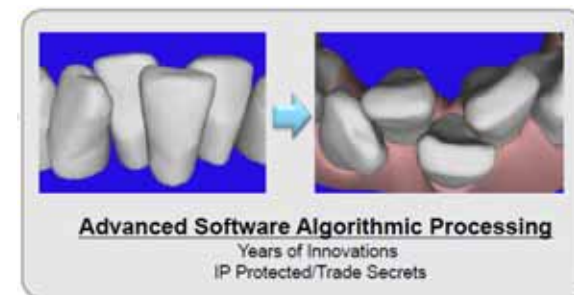 Advanced Software Algorithmic Processing
Years of Innovations
IP Protected/Trade Secrets